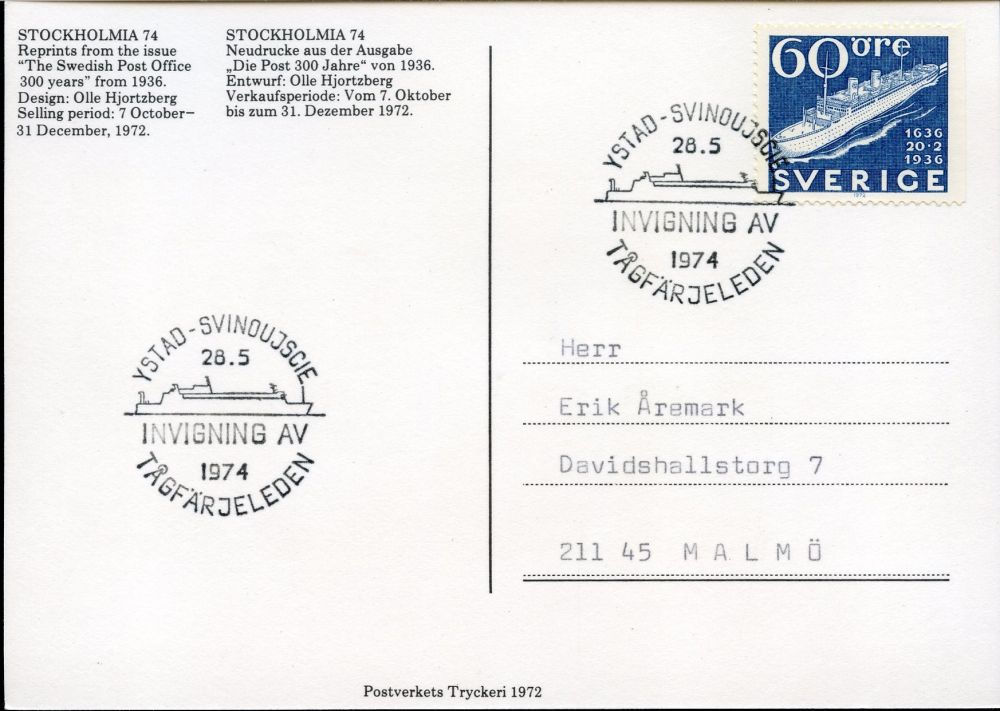 STOCKHOLMIA 74
Reprints from the issue
“The Swedish Post Office
300 years” from 1936.
Design: Olle Hjortzberg
Selling period: 7 October–
31 December, 1972.
STOCKHOLMIA 74
Neudrucke aus der Ausgabe
„Die Post 300 Jahre“ von 1936.
Entwurf: Olle Hjortzberg
Verkaufsperiode: Vom 7. Oktober
bis zum 31. Dezember 1972.
60 öre
1636
20·2
1936
SVERIGE
1972
YSTAD-SVINOUJSCIE
28.5
INVIGNING AV
1974
TÅGFÄRJELEDEN
YSTAD-SVINOUJSCIE
28.5
INVIGNING AV
1974
TÅGFÄRJELEDEN
Herr
Erik Åremark
Davidshallstorg 7
211 45 M A L M Ö
Postverkets Tryckeri 1972